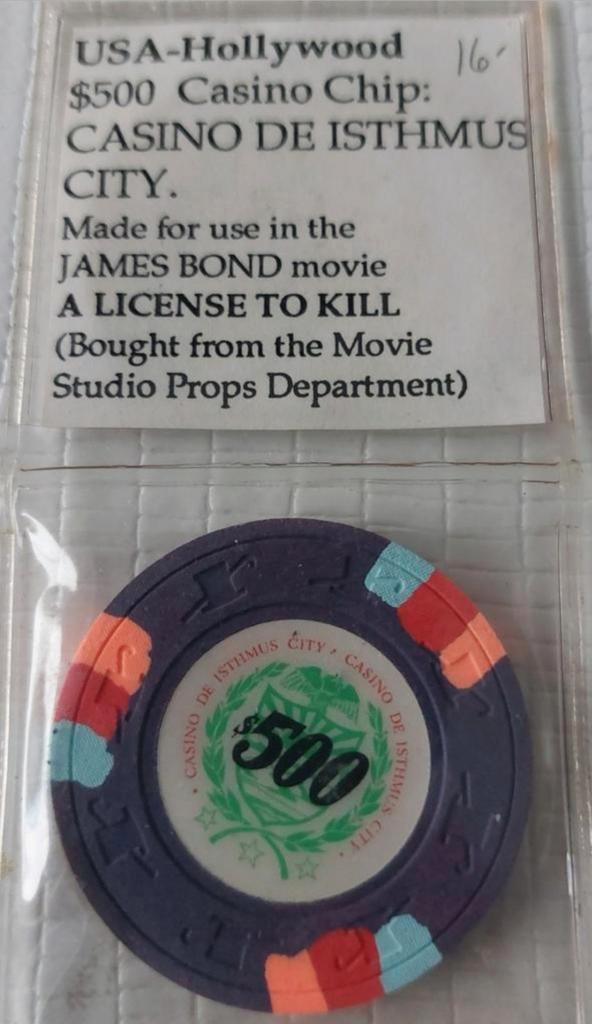 USA-Hollywood 16-
$500 Casino Chip:
CASINO DE ISTHMUS
CITY.
Made for use in the
JAMES BOND movie
A LICENSE TO KILL
(Bought from the Movie
Studio Props Department)
• CASINO DE ISTHMUS CITY • CASINO DE ISTHMUS CITY •
$500